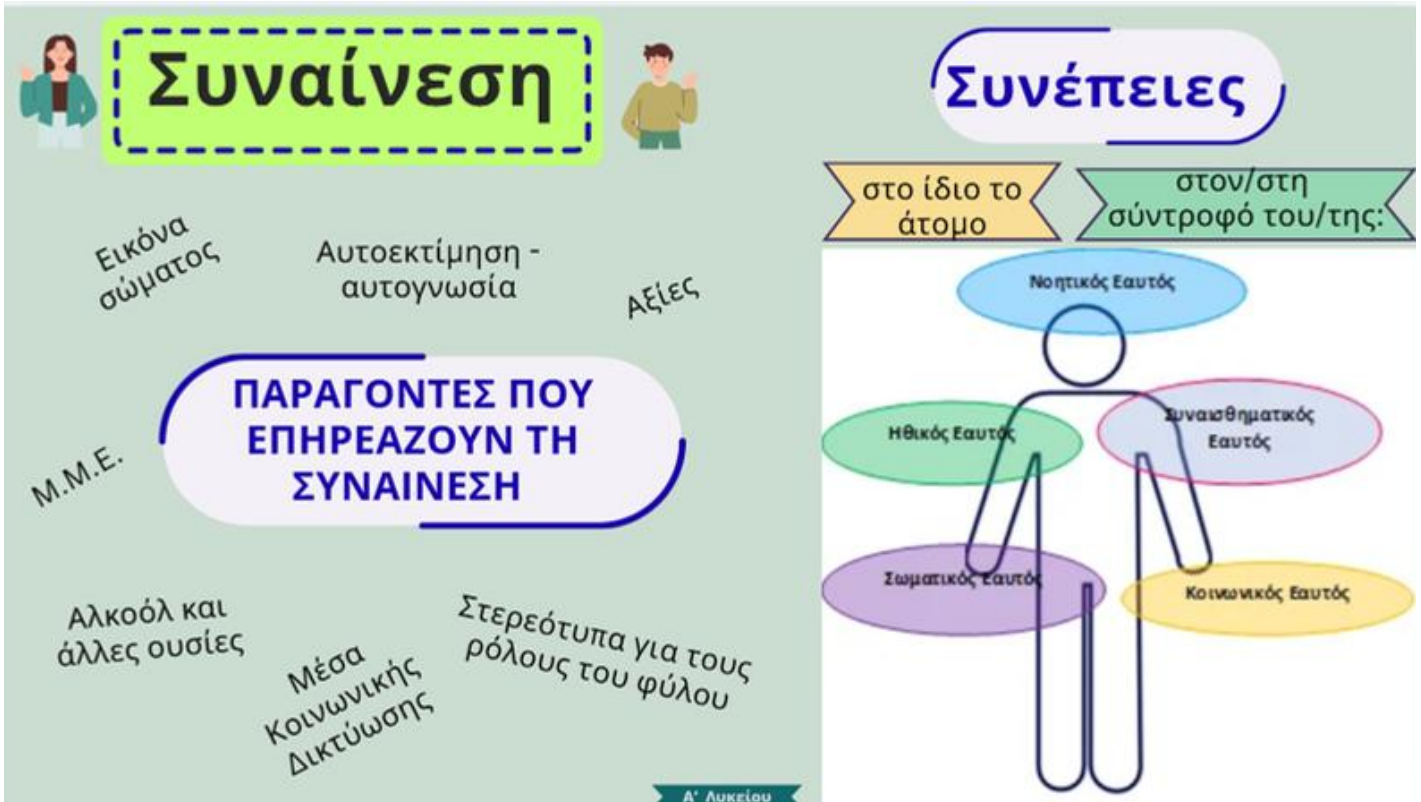 Συναίνεση
Εικόνα
σώματος
Αυτοεκτίμηση -
αυτογνωσία
Αξίες
ΠΑΡΑΓΟΝΤΕΣ ΠΟΥ
ΕΠΗΡΕΑΖΟΥΝ ΤΗ
ΣΥΝΑΙΝΕΣΗ
Μ.Μ.Ε.
Αλκοόλ και
άλλες ουσίες
Μέσα
Κοινωνικής
Δικτύωσης
Στερεότυπα για τους
ρόλους του φύλου
Α' Λυκείου
Συνέπειες
στο ίδιο το
άτομο
στον/στη
σύντροφό του/της:
Νοητικός Εαυτός
Ηθικός Εαυτός
Συναισθηματικός
Εαυτός
Σωματικός Εαυτός
Κοινωνικός Εαυτός